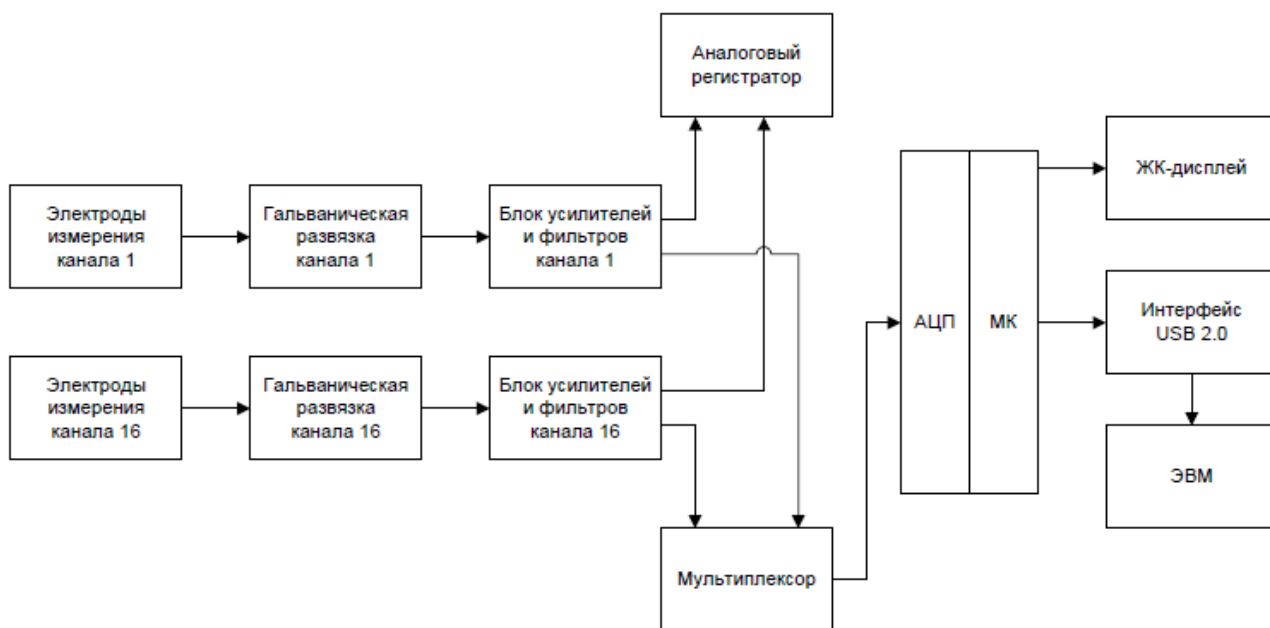 Аналоговый
регистратор
ЖК-дисплей
Электроды
измерения
канала 1
Гальваническая
развязка
канала 1
Блок усилителей
и фильтров
канала 1
АЦП
МК
Интерфейс
USB 2.0
Электроды
измерения
канала 16
Гальваническая
развязка
канала 16
Блок усилителей
и фильтров
канала 16
ЭВМ
Мультиплексор